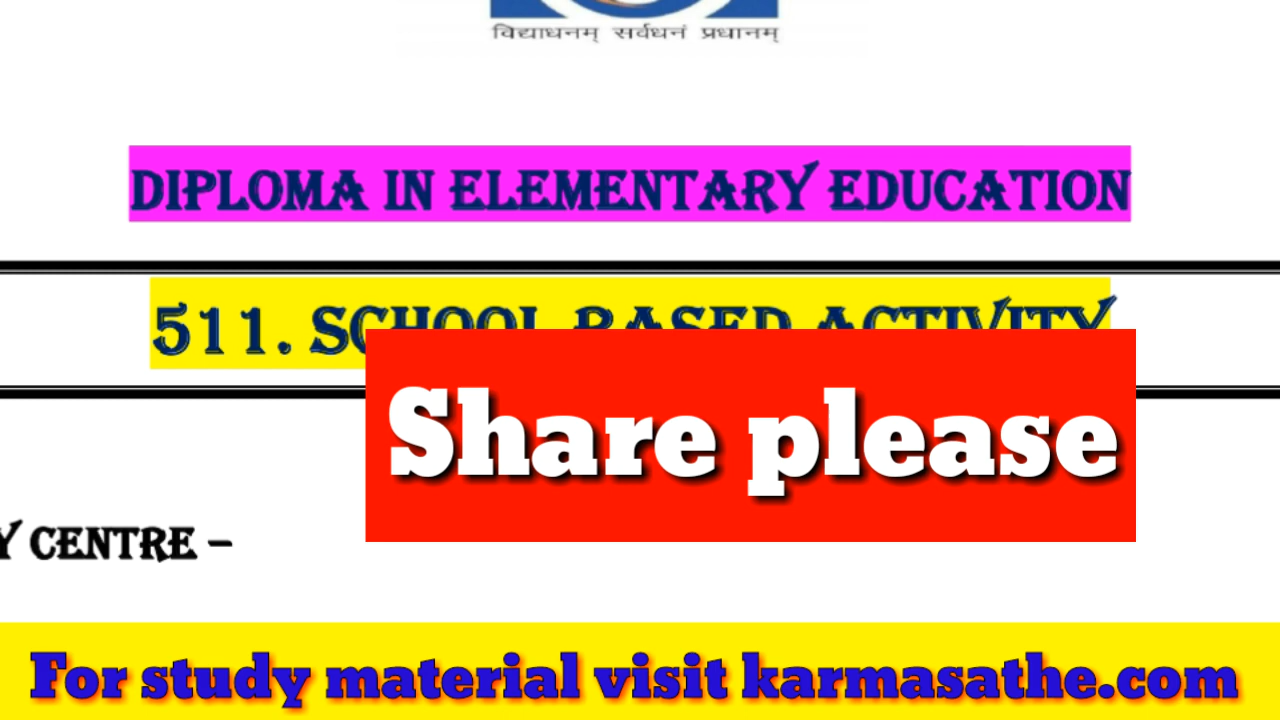 विद्याधनम् सर्वधनं प्रधानम्
DIPLOMA IN ELEMENTARY EDUCATION
511. SCHOOL BASED ACTIVITY
Share please
Y CENTRE –
For study material visit karmasathe.com